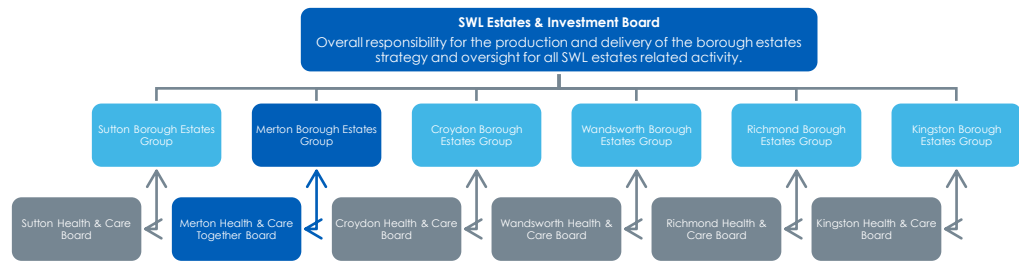 SWL Estates & Investment Board
Overall responsibility for the production and delivery of the borough estates
strategy and oversight for all SWL estates related activity.
Sutton Borough Estates
Group
Merton Borough Estates
Group
Croydon Borough
Estates Group
Wandsworth Borough
Estates Group
Richmond Borough
Estates Group
Kingston Borough
Estates Group
Sutton Health & Care
Board
Merton Health & Care
Together Board
Croydon Health & Care
Board
Wandsworth Health &
Care Board
Richmond Health &
Care Board
Kingston Health & Care
Board